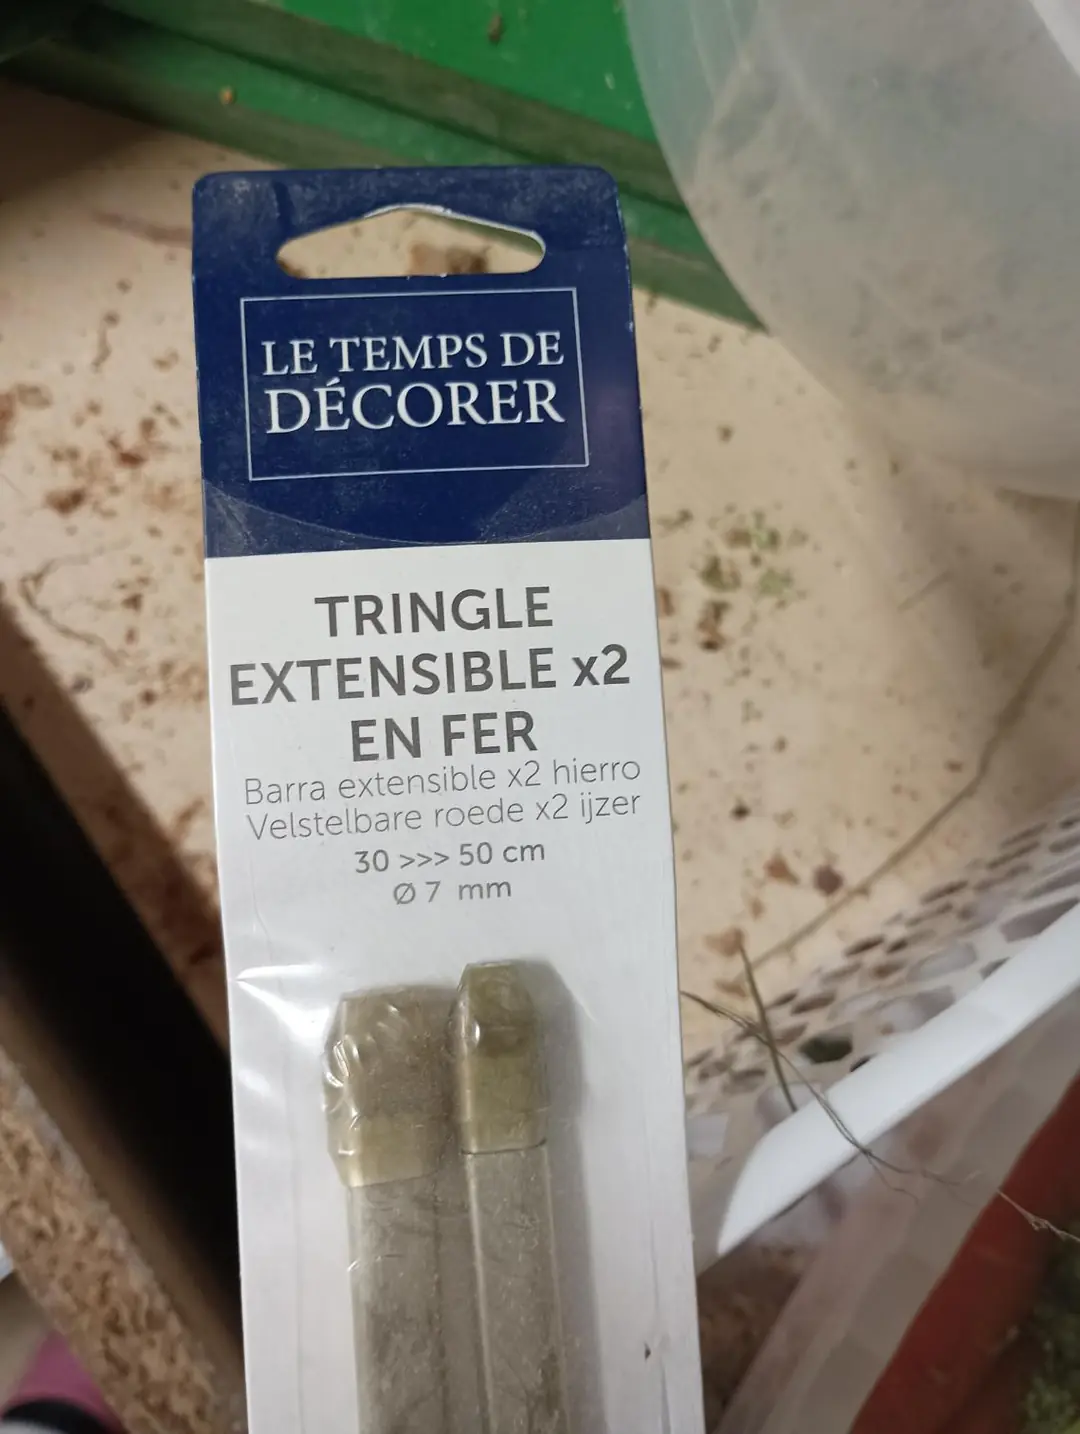 LE TEMPS DE
DÉCORER
TRINGLE
EXTENSIBLE x2
EN FER
Barra extensible x2 hierro
Velstelbare roede x2 ijzer
30 >>> 50 cm
Ø 7 mm